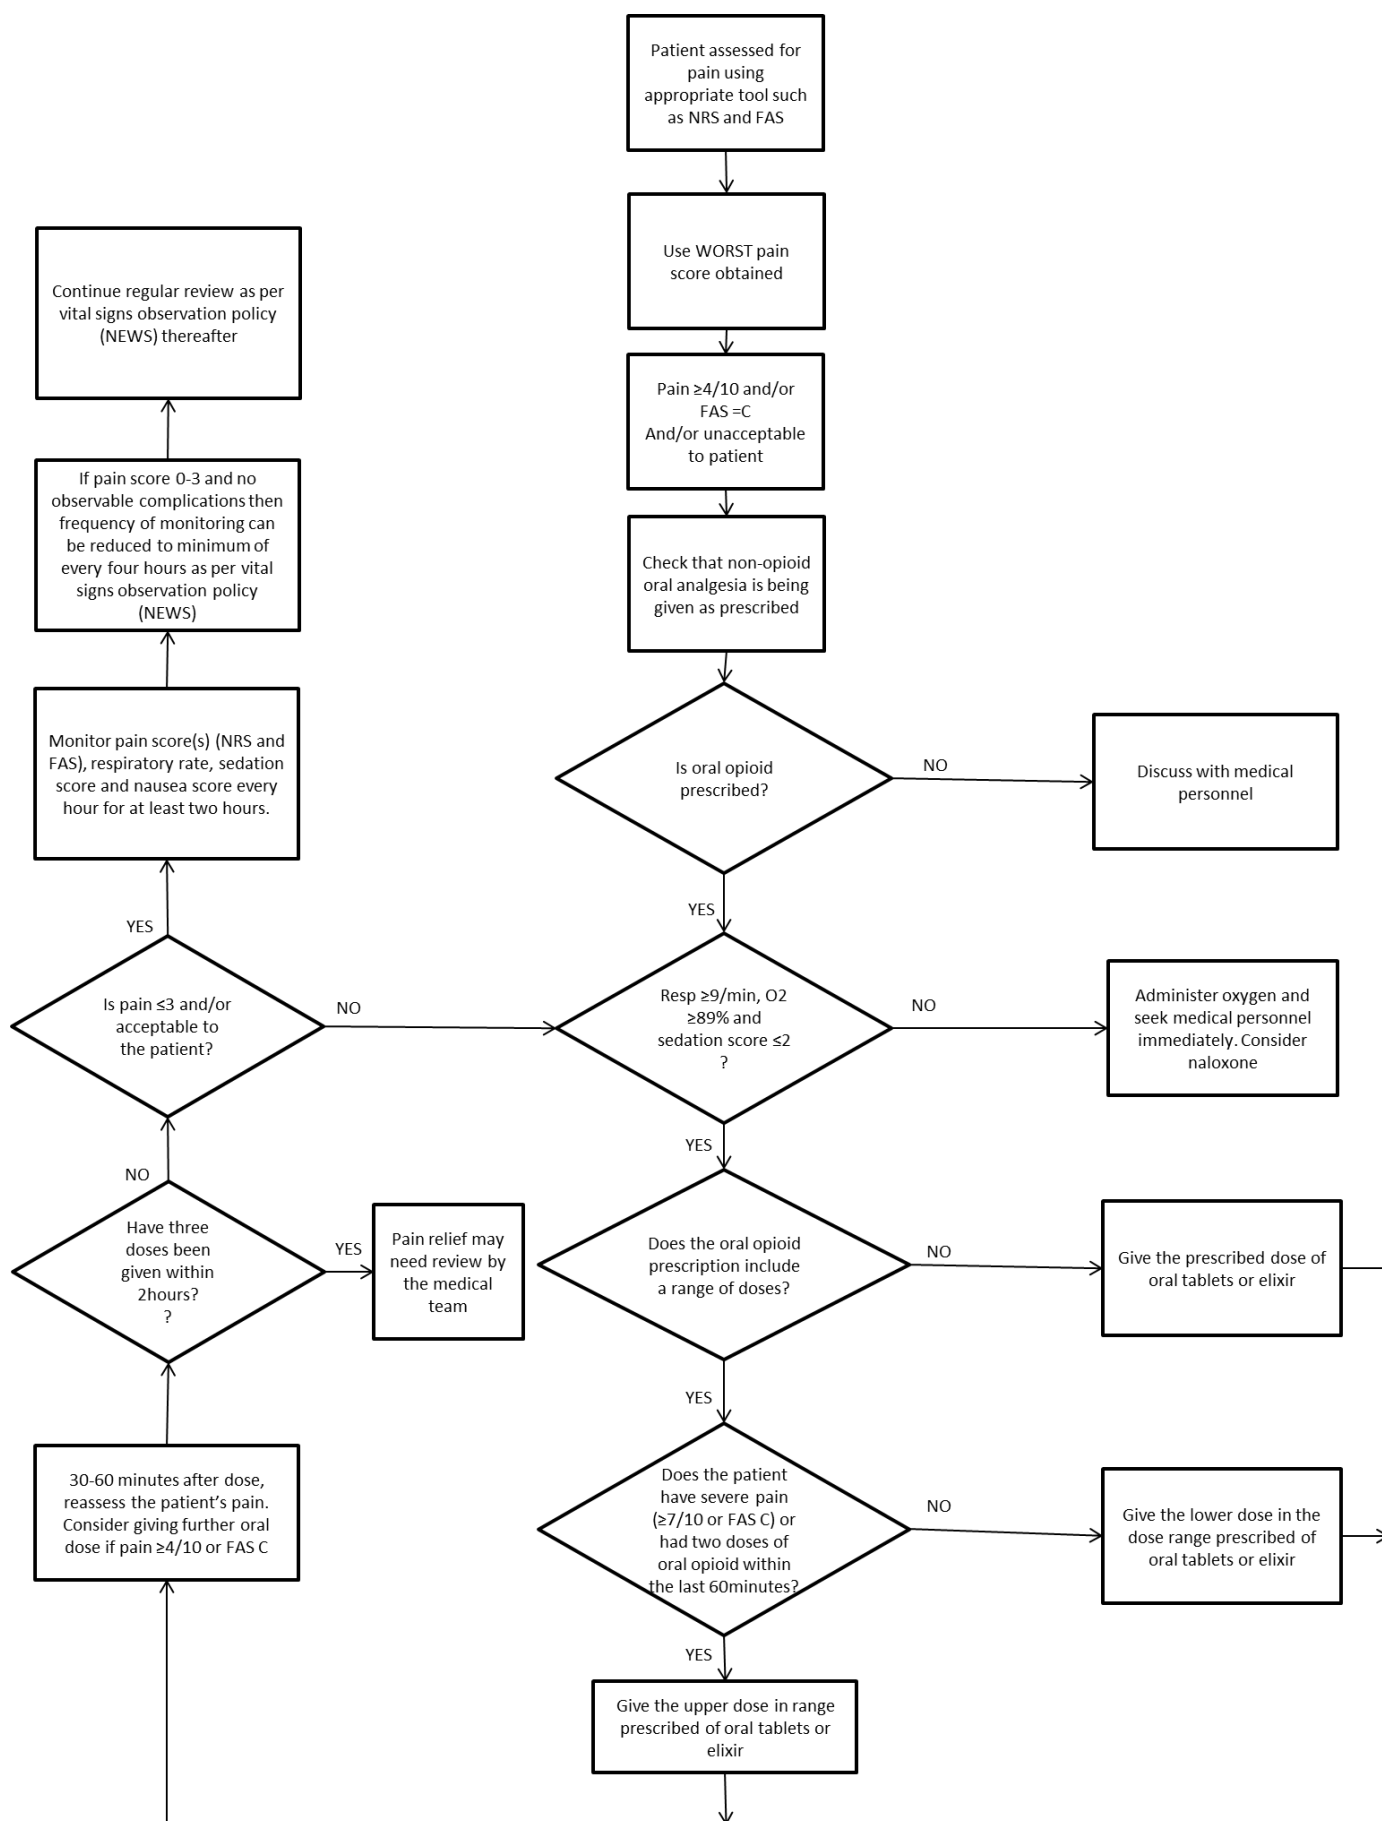 Patient assessed for
pain using
appropriate tool such
as NRS and FAS
Use WORST pain
score obtained
Pain ≥4/10 and/or
FAS =C
And/or unacceptable
to patient
Check that non-opioid
oral analgesia is being
given as prescribed
Is oral opioid
prescribed?
NO
Discuss with medical
personnel
YES
Resp ≥9/min, O2
≥89% and
sedation score ≤2
?
NO
Administer oxygen and
seek medical personnel
immediately. Consider
naloxone
YES
Does the oral opioid
prescription include
a range of doses?
NO
Give the prescribed dose of
oral tablets or elixir
YES
Does the patient
have severe pain
(≥7/10 or FAS C) or
had two doses of
oral opioid within
the last 60minutes?
NO
Give the lower dose in the
dose range prescribed of
oral tablets or elixir
YES
Give the upper dose in range
prescribed of oral tablets or
elixir
30-60 minutes after dose,
reassess the patient’s pain.
Consider giving further oral
dose if pain ≥4/10 or FAS C
Have three
doses been
given within
2hours?
?
YES
Pain relief may
need review by
the medical
team
NO
Is pain ≤3 and/or
acceptable to
the patient?
NO
YES
Monitor pain score(s) (NRS and
FAS), respiratory rate, sedation
score and nausea score every
hour for at least two hours.
If pain score 0-3 and no
observable complications then
frequency of monitoring can
be reduced to minimum of
every four hours as per vital
signs observation policy
(NEWS)
Continue regular review as per
vital signs observation policy
(NEWS) thereafter